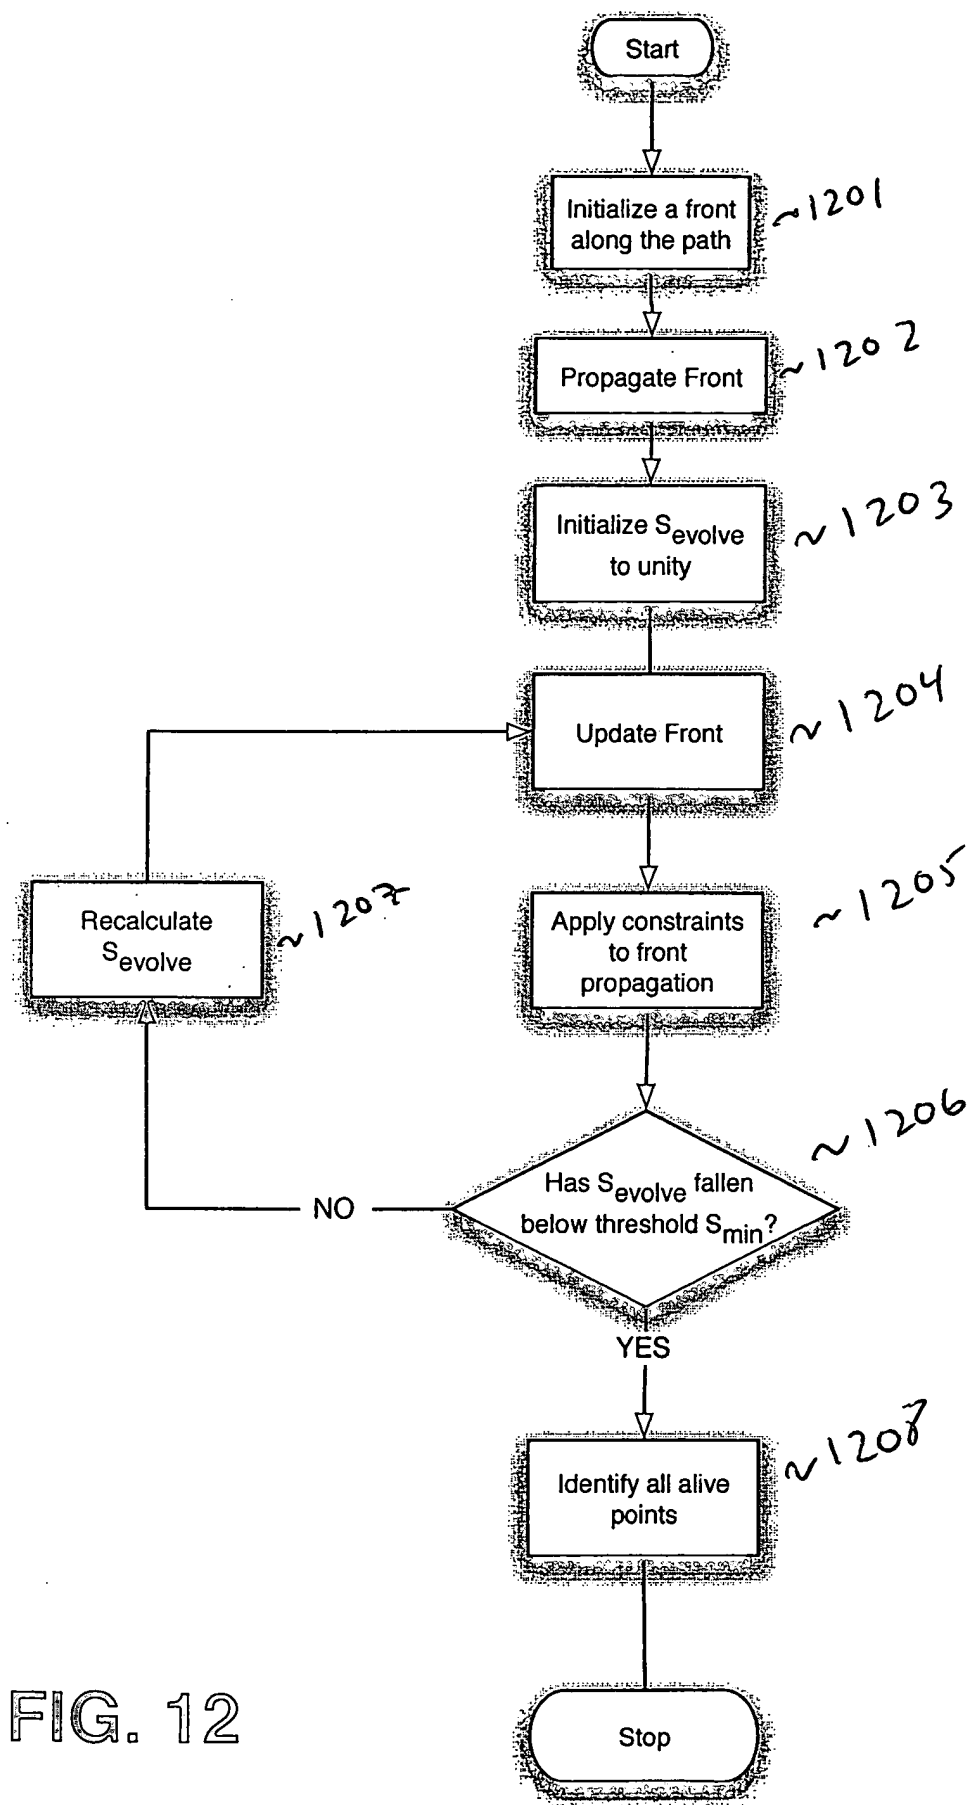 Start
Initialize a front
along the path
~1201
Propagate Front
~1202
Initialize Sevolve
to unity
~1203
Update Front
~1204
Recalculate
Sevolve
~1207
Apply constraints
to front
propagation
~1205
Has Sevolve fallen
below threshold Smin?
~1206
NO
YES
Identify all alive
points
~1208
Stop
FIG. 12